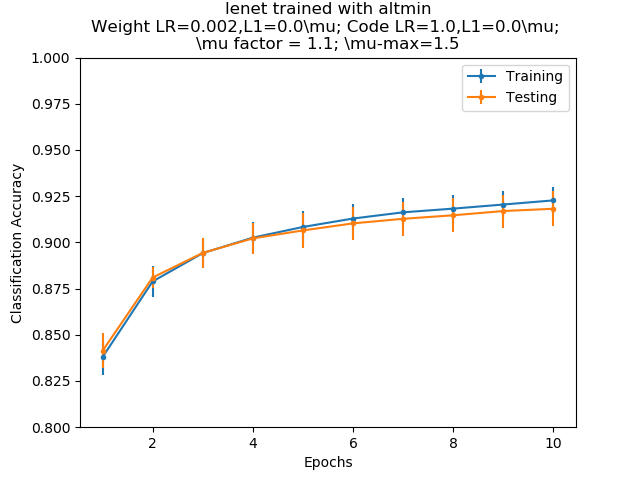 lenet trained with altmin
Weight LR=0.002,L1=0.0\mu; Code LR=1.0,L1=0.0\mu;
\mu factor = 1.1; \mu-max=1.5
Training
Testing
Classification Accuracy
1.000
0.975
0.950
0.925
0.900
0.875
0.850
0.825
0.800
2 4 6 8 10
Epochs